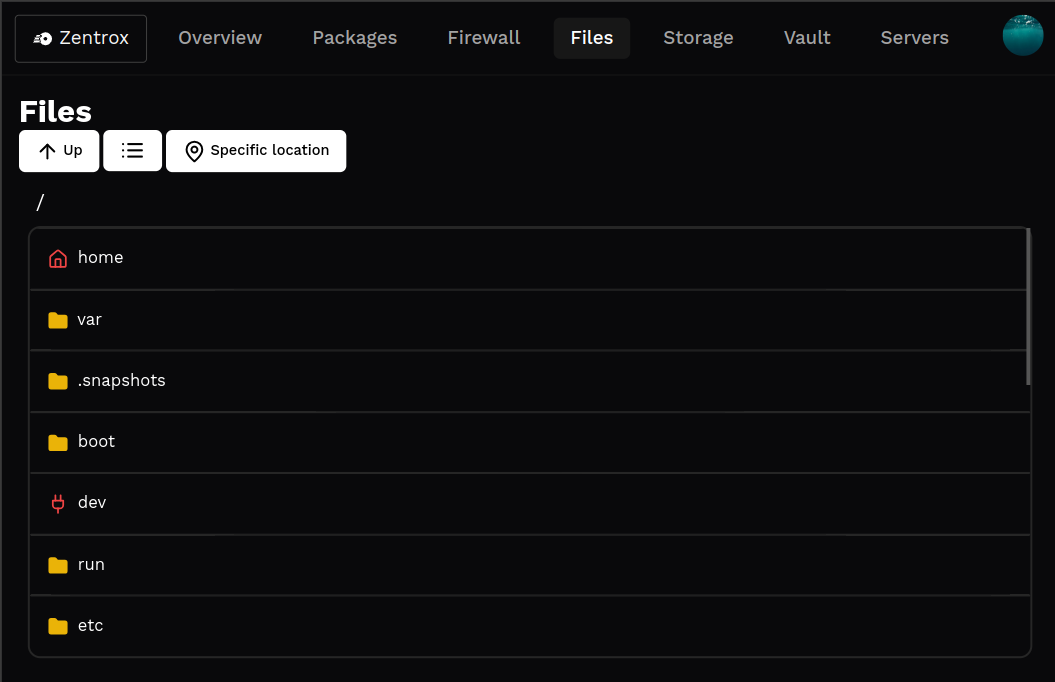 Zentrox Overview Packages Firewall Files Storage Vault Servers
Files
Up Specific location
/
home
var
.snapshots
boot
dev
run
etc